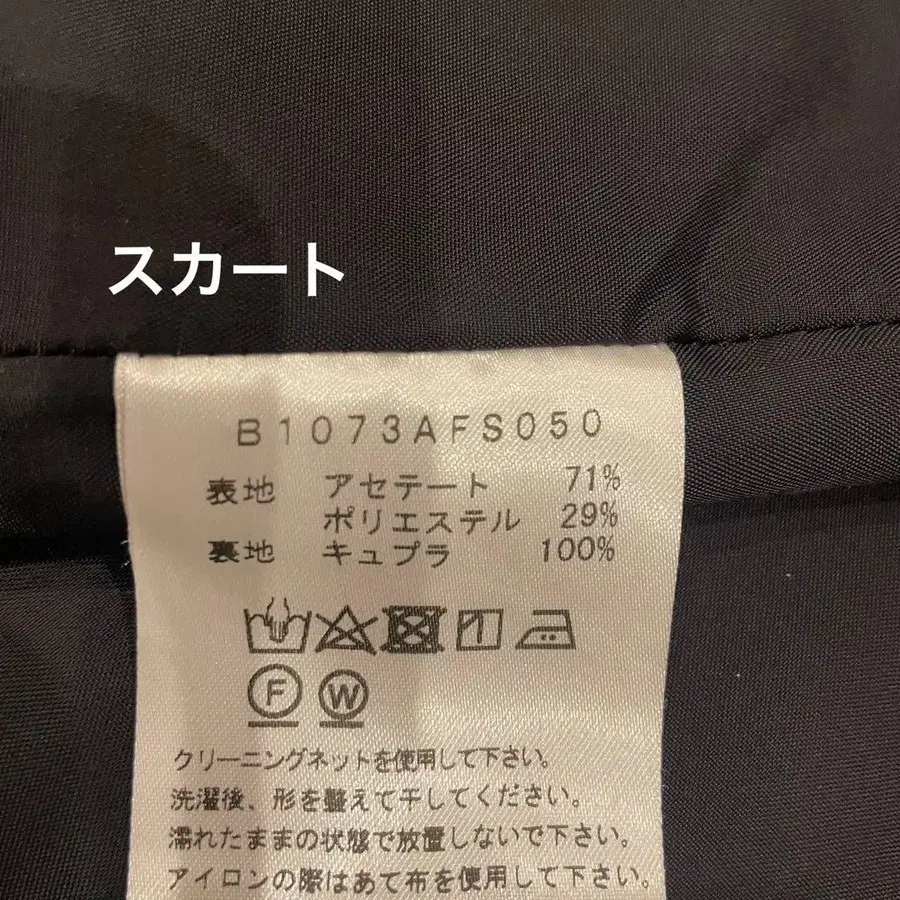 スカート
B1073AFS050
表地 アセテート 71%
ポリエステル 29%
裏地 キュプラ 100%
F W
クリーニングネットを使用して下さい。
洗濯後、形を整えて干してください。
濡れたままの状態で放置しないで下さい。
アイロンの際はあて布を使用して下さい。